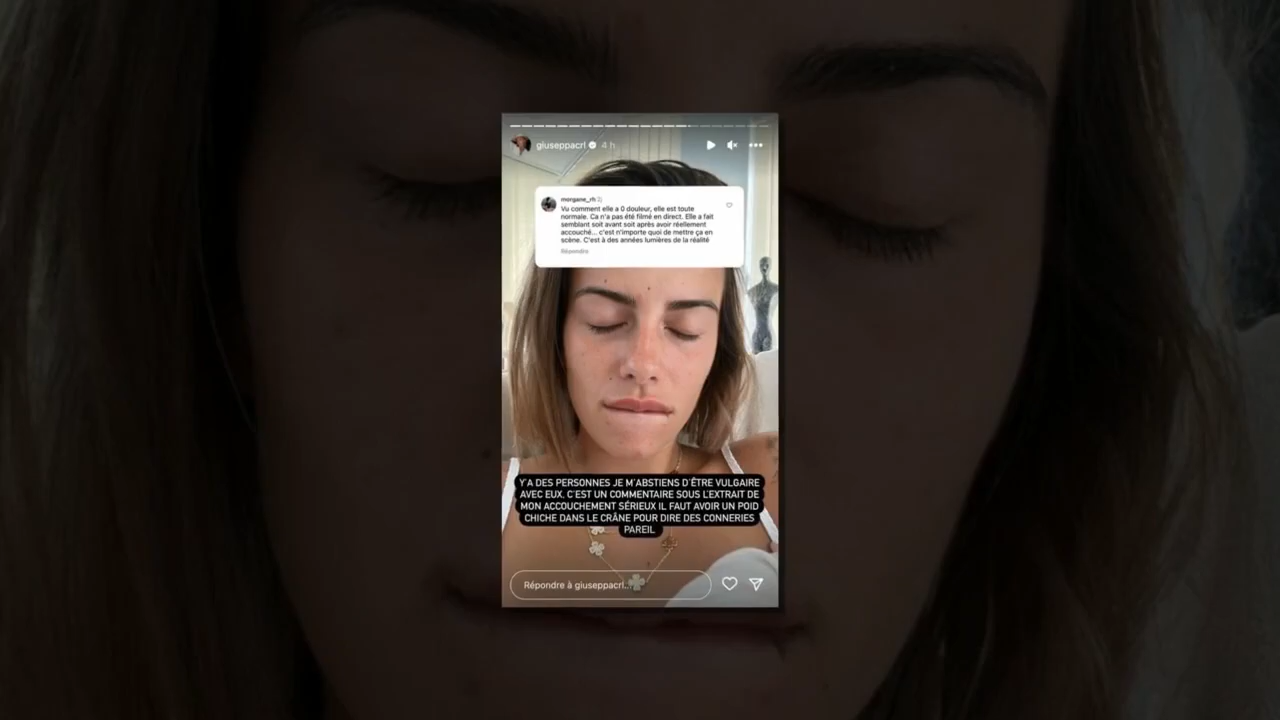 giuseppacrl 4 h
morgane_rh 2j
Vu comment elle a 0 douleur, elle est toute
normale. Ca n'a pas été filmé en direct. Elle a fait
semblant soit avant soit après avoir réellement
accouché... c'est n'importe quoi de mettre ça en
scène. C'est à des années lumières de la réalité
Répondre
Y'A DES PERSONNES JE M'ABSTIENS D'ÊTRE VULGAIRE
AVEC EUX, C'EST UN COMMENTAIRE SOUS L'EXTRAIT DE
MON ACCOUCHEMENT SÉRIEUX IL FAUT AVOIR UN POID
CHICHE DANS LE CRÂNE POUR DIRE DES CONNERIES
PAREIL
Répondre à giuseppacrl...